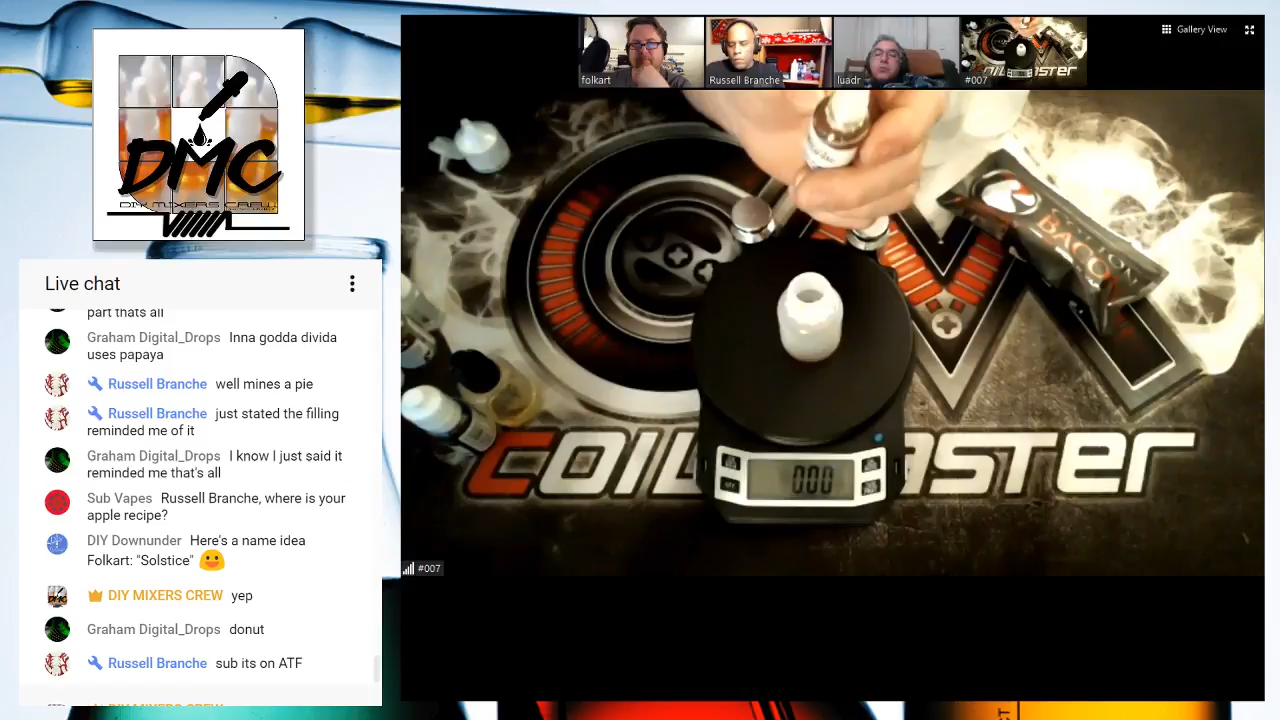 DMC
DIY MIXERS CREW
Live chat
part thats all
Graham Digital_Drops Inna godda divida
uses papaya
Russell Branche well mines a pie
Russell Branche just stated the filling
reminded me of it
Graham Digital_Drops I know I just said it
reminded me that's all
Sub Vapes Russell Branche, where is your
apple recipe?
DIY Downunder Here's a name idea
Folkart: "Solstice" 😃
DIY MIXERS CREW yep
Graham Digital_Drops donut
Russell Branche sub its on ATF
DIY MIXERS CREW
folkart
Russell Branche
luadr
#007
Gallery View
COTTON
BACON
000
#007